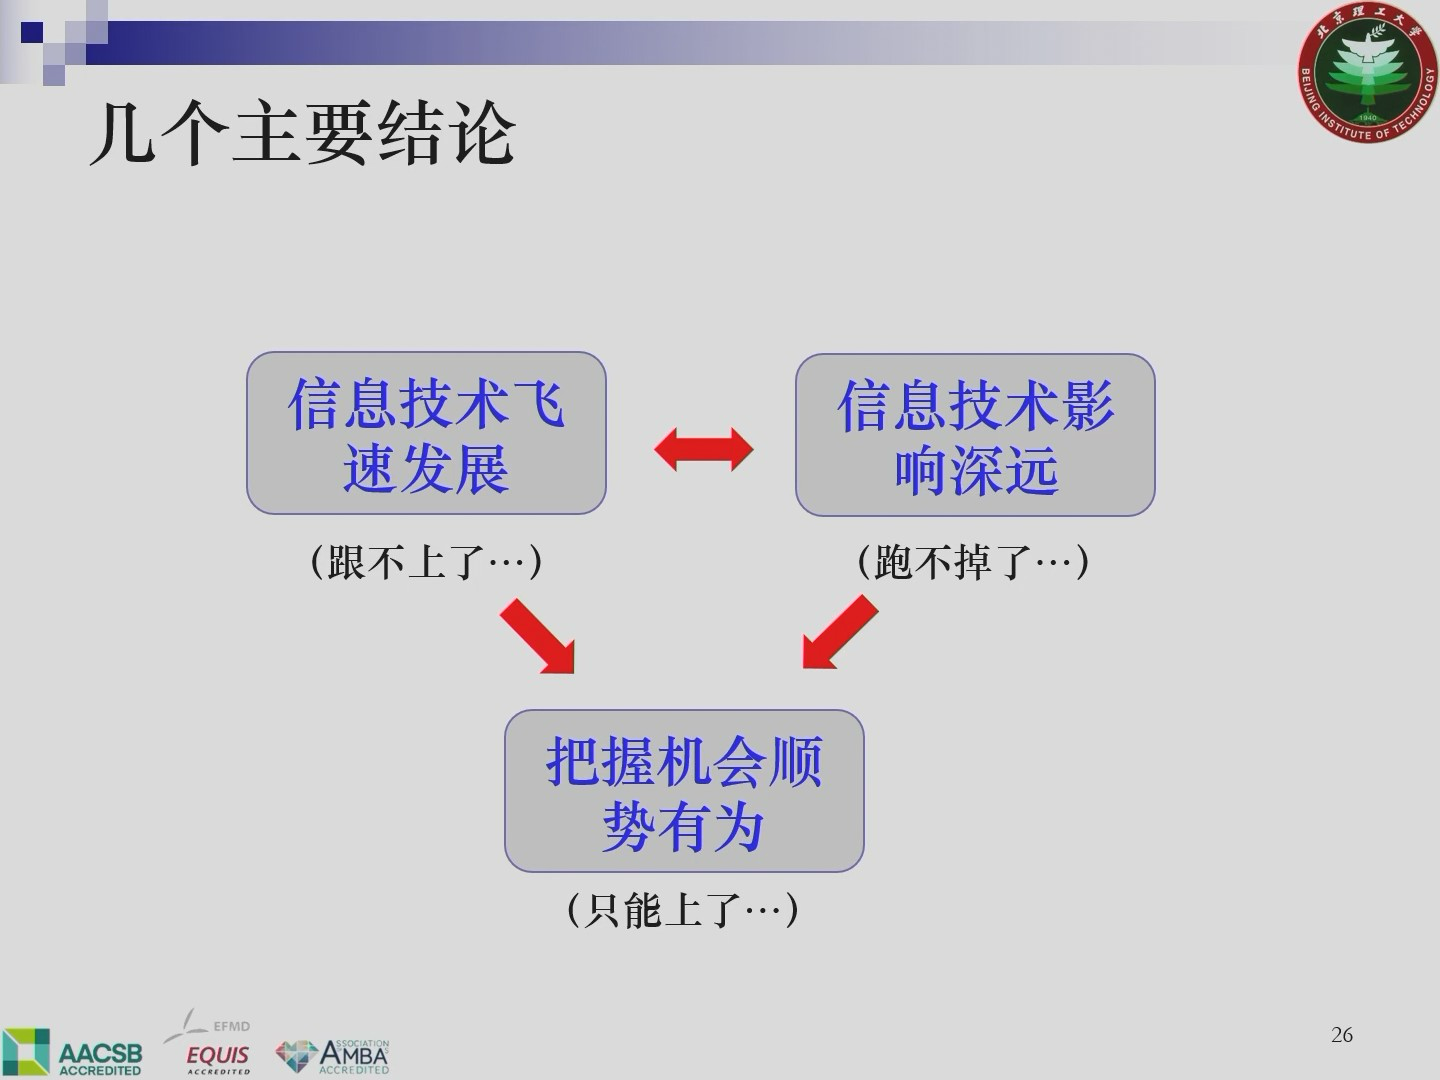 北京理工大学
BEIJING INSTITUTE OF TECHNOLOGY
1940
几个主要结论
信息技术飞
速发展
信息技术影
响深远
(跟不上了…)
(跑不掉了…)
把握机会顺
势有为
(只能上了…)
AACSB
ACCREDITED
EFMD
EQUIS
ACCREDITED
ASSOCIATION
AMBA
ACCREDITED
26